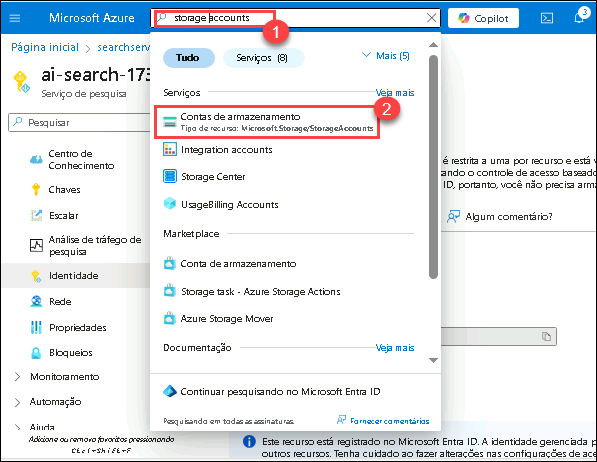 Microsoft Azure
storage accounts
1
Copilot
3
Página inicial > searchserv
ai-search-173
Serviço de pesquisa
Pesquisar
Centro de
Conhecimento
Chaves
Escalar
Análise de tráfego de
pesquisa
Identidade
Rede
Propriedades
Bloqueios
Monitoramento
Automação
Ajuda
Adicione ou remova favoritos pressionando
Ctrl+Shift+F
Tudo
Serviços (8)
Mais (5)
Serviços
Veja mais
2
Contas de armazenamento
Tipo de recurso: Microsoft.Storage/StorageAccounts
Integration accounts
Storage Center
UsageBilling Accounts
Marketplace
Conta de armazenamento
Storage task - Azure Storage Actions
Azure Storage Mover
Documentação
Veja mais
Continuar pesquisando no Microsoft Entra ID
Pesquisando em todas as assinaturas.
Fornecer comentários
é restrita a uma por recurso e está v
ando o controle de acesso baseado
ID, portanto, você não precisa arma
Algum comentário?
Este recurso está registrado no Microsoft Entra ID. A identidade gerenciada p
outros recursos. Tenha cuidado ao fazer alterações nas configurações de aces